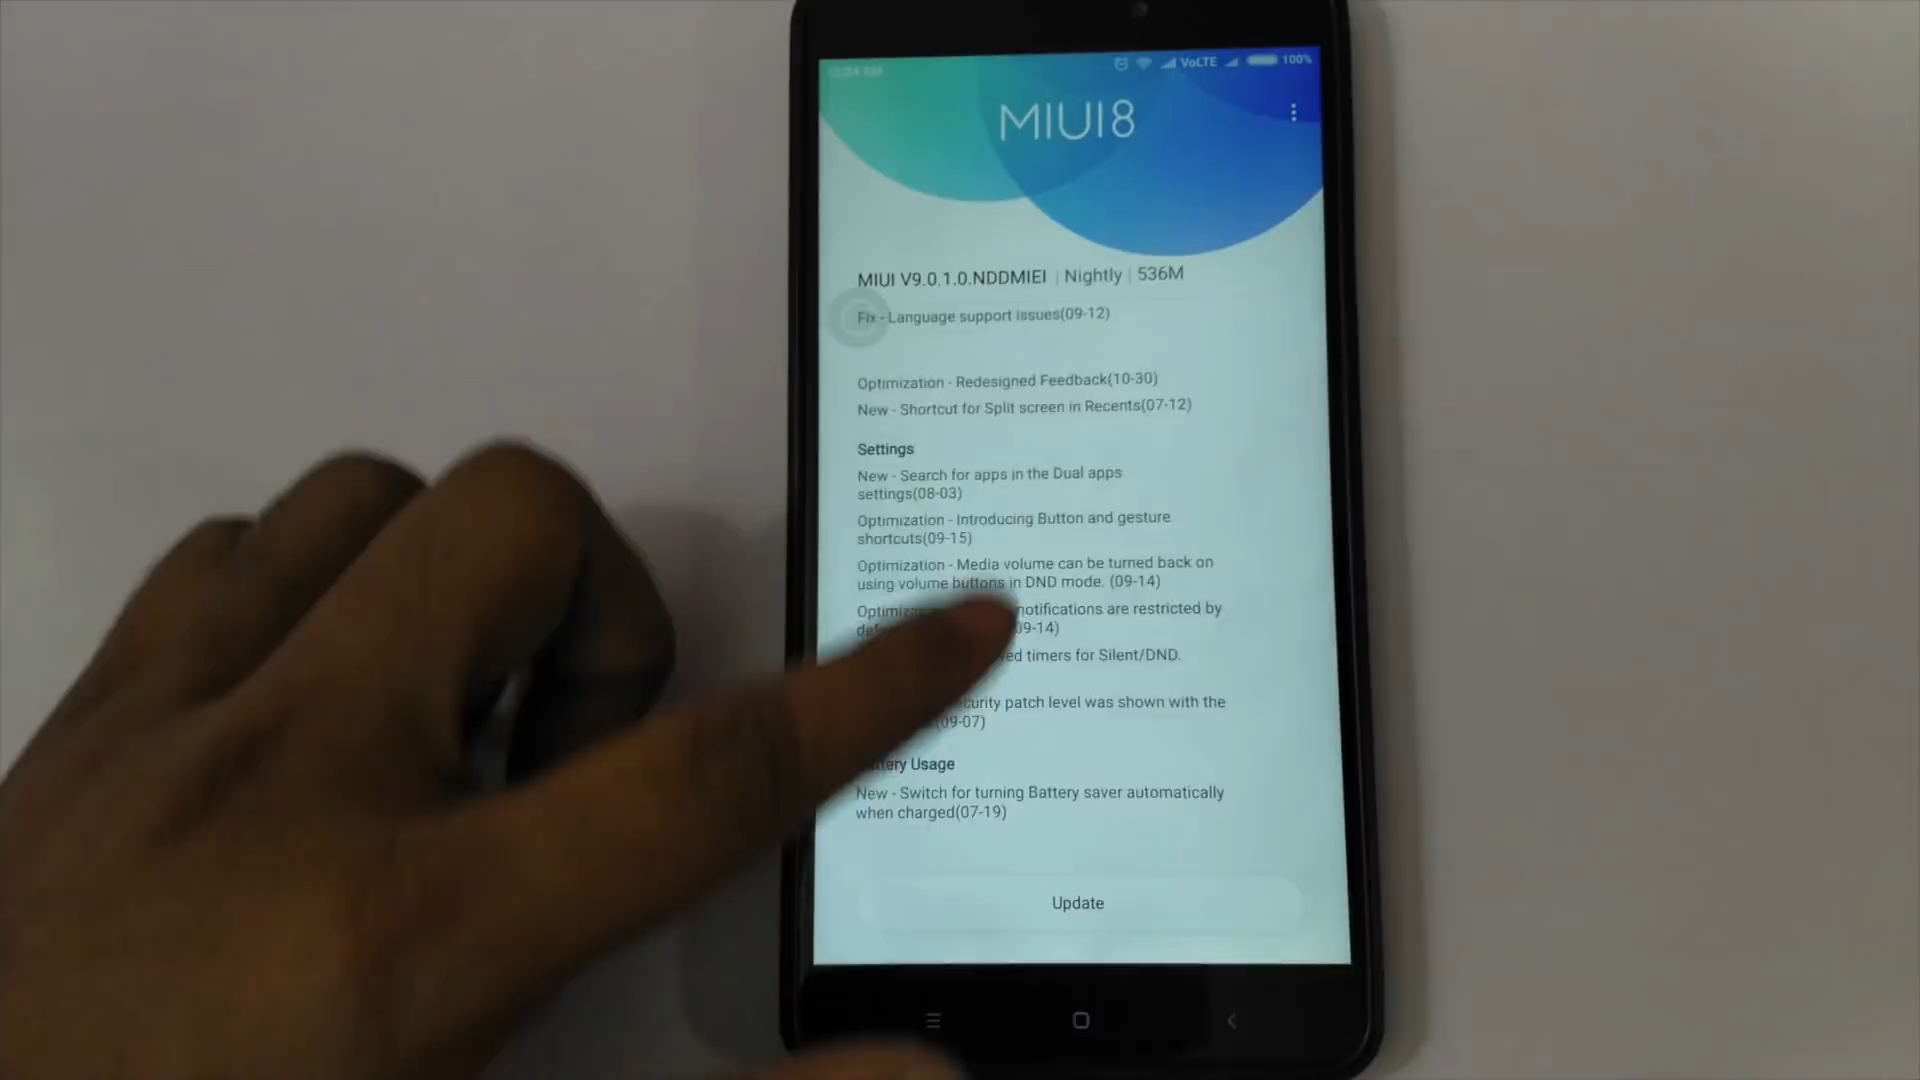 VoLTE 100%
MIUI8
MIUI V9.0.1.0.NDDMIEI | Nightly | 536M
Fix - Language support issues(09-12)
Optimization - Redesigned Feedback(10-30)
New - Shortcut for Split screen in Recents(07-12)
Settings
New - Search for apps in the Dual apps
settings(08-03)
Optimization - Introducing Button and gesture
shortcuts(09-15)
Optimization - Media volume can be turned back on
using volume buttons in DND mode. (09-14)
notifications are restricted by
09-14)
timers for Silent/DND.
patch level was shown with the
(09-07)
Usage
New - Switch for turning Battery saver automatically
when charged(07-19)
Update